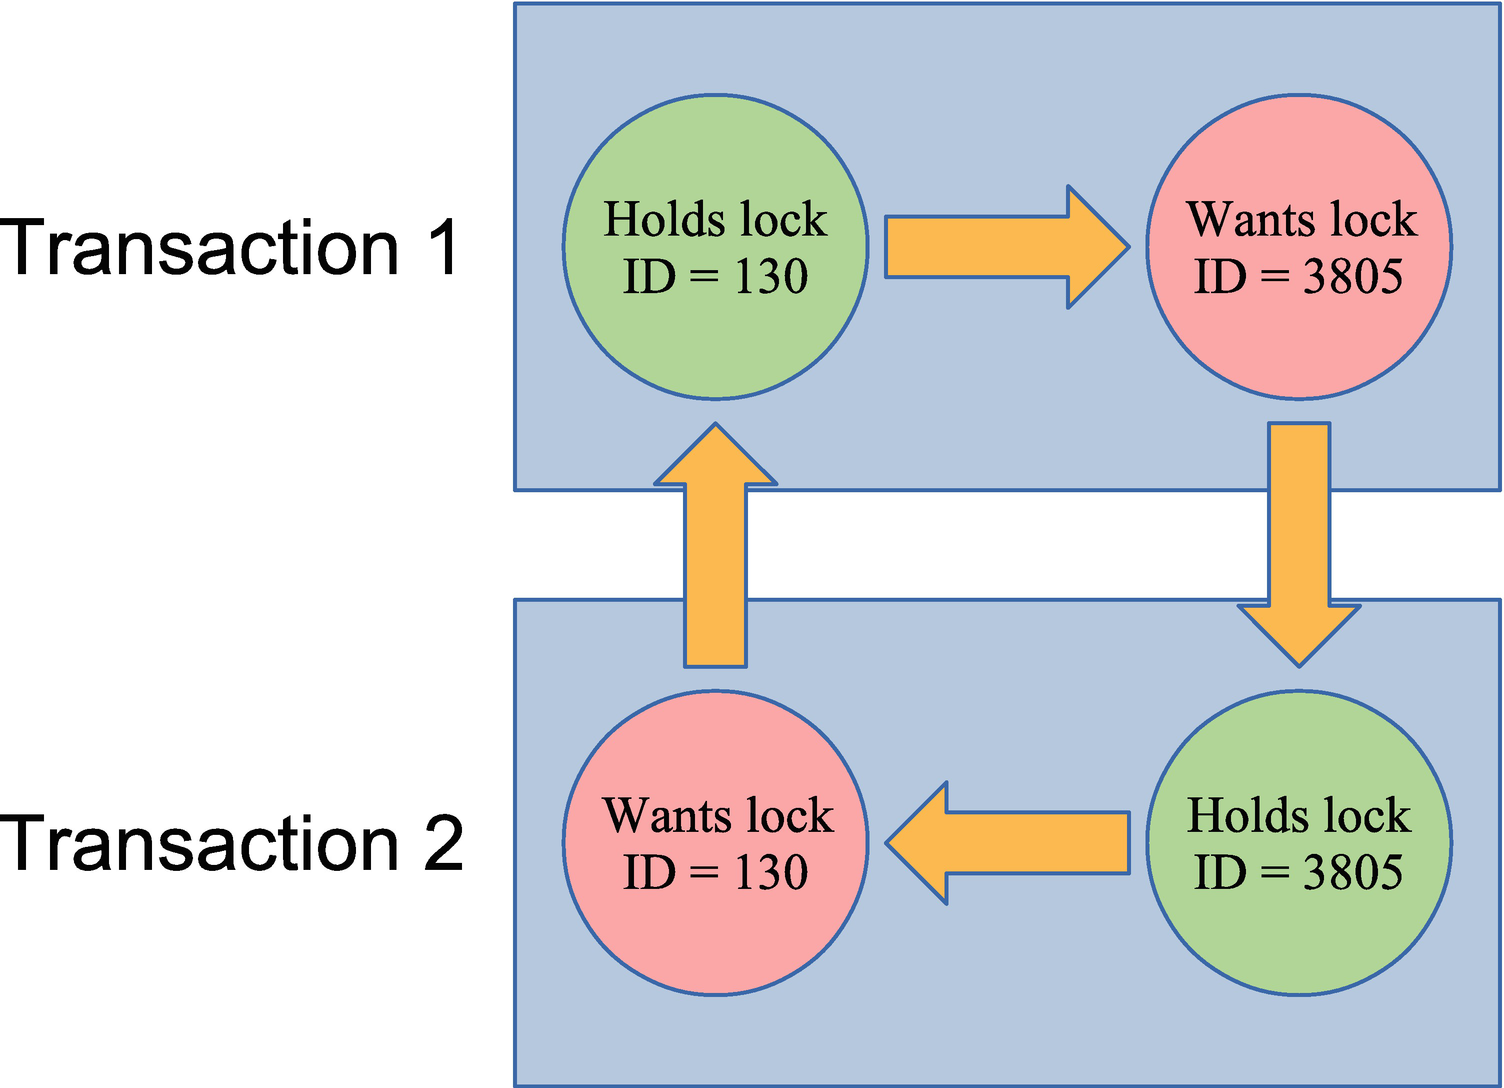 Transaction 1
Holds lock
ID = 130
Wants lock
ID = 3805
Transaction 2
Wants lock
ID = 130
Holds lock
ID = 3805